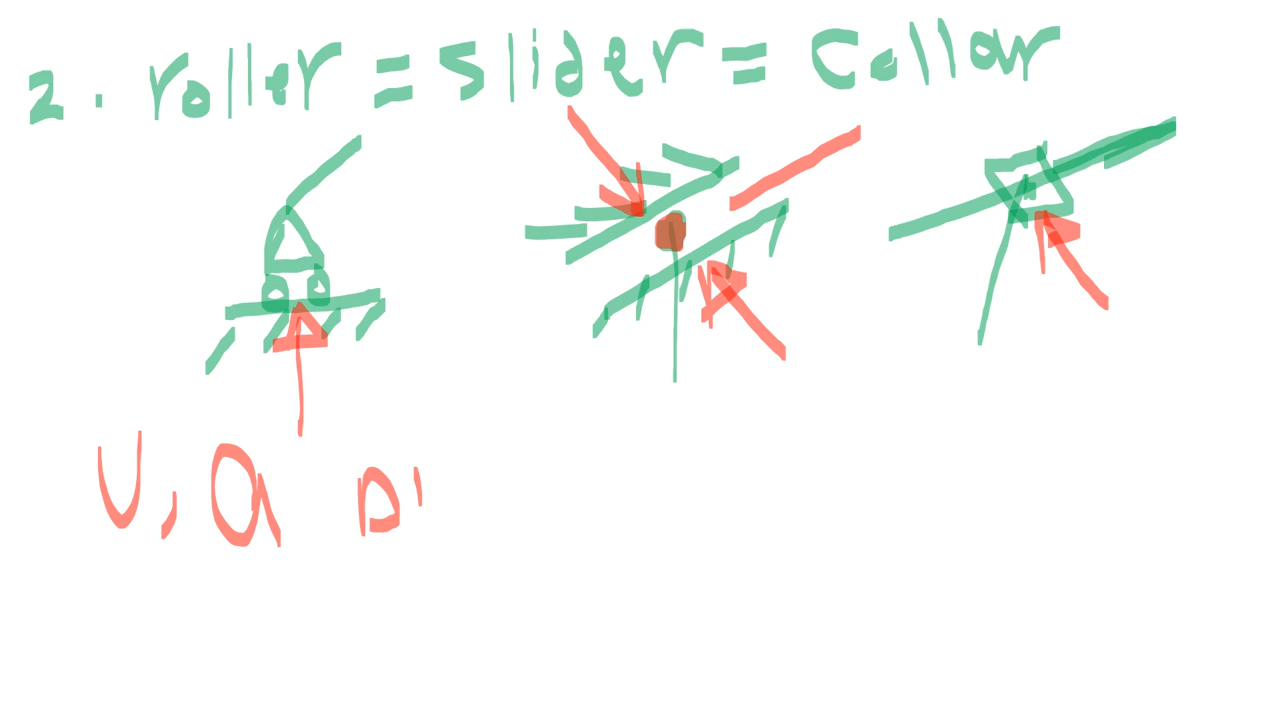 2. roller = slider = collar
v, a